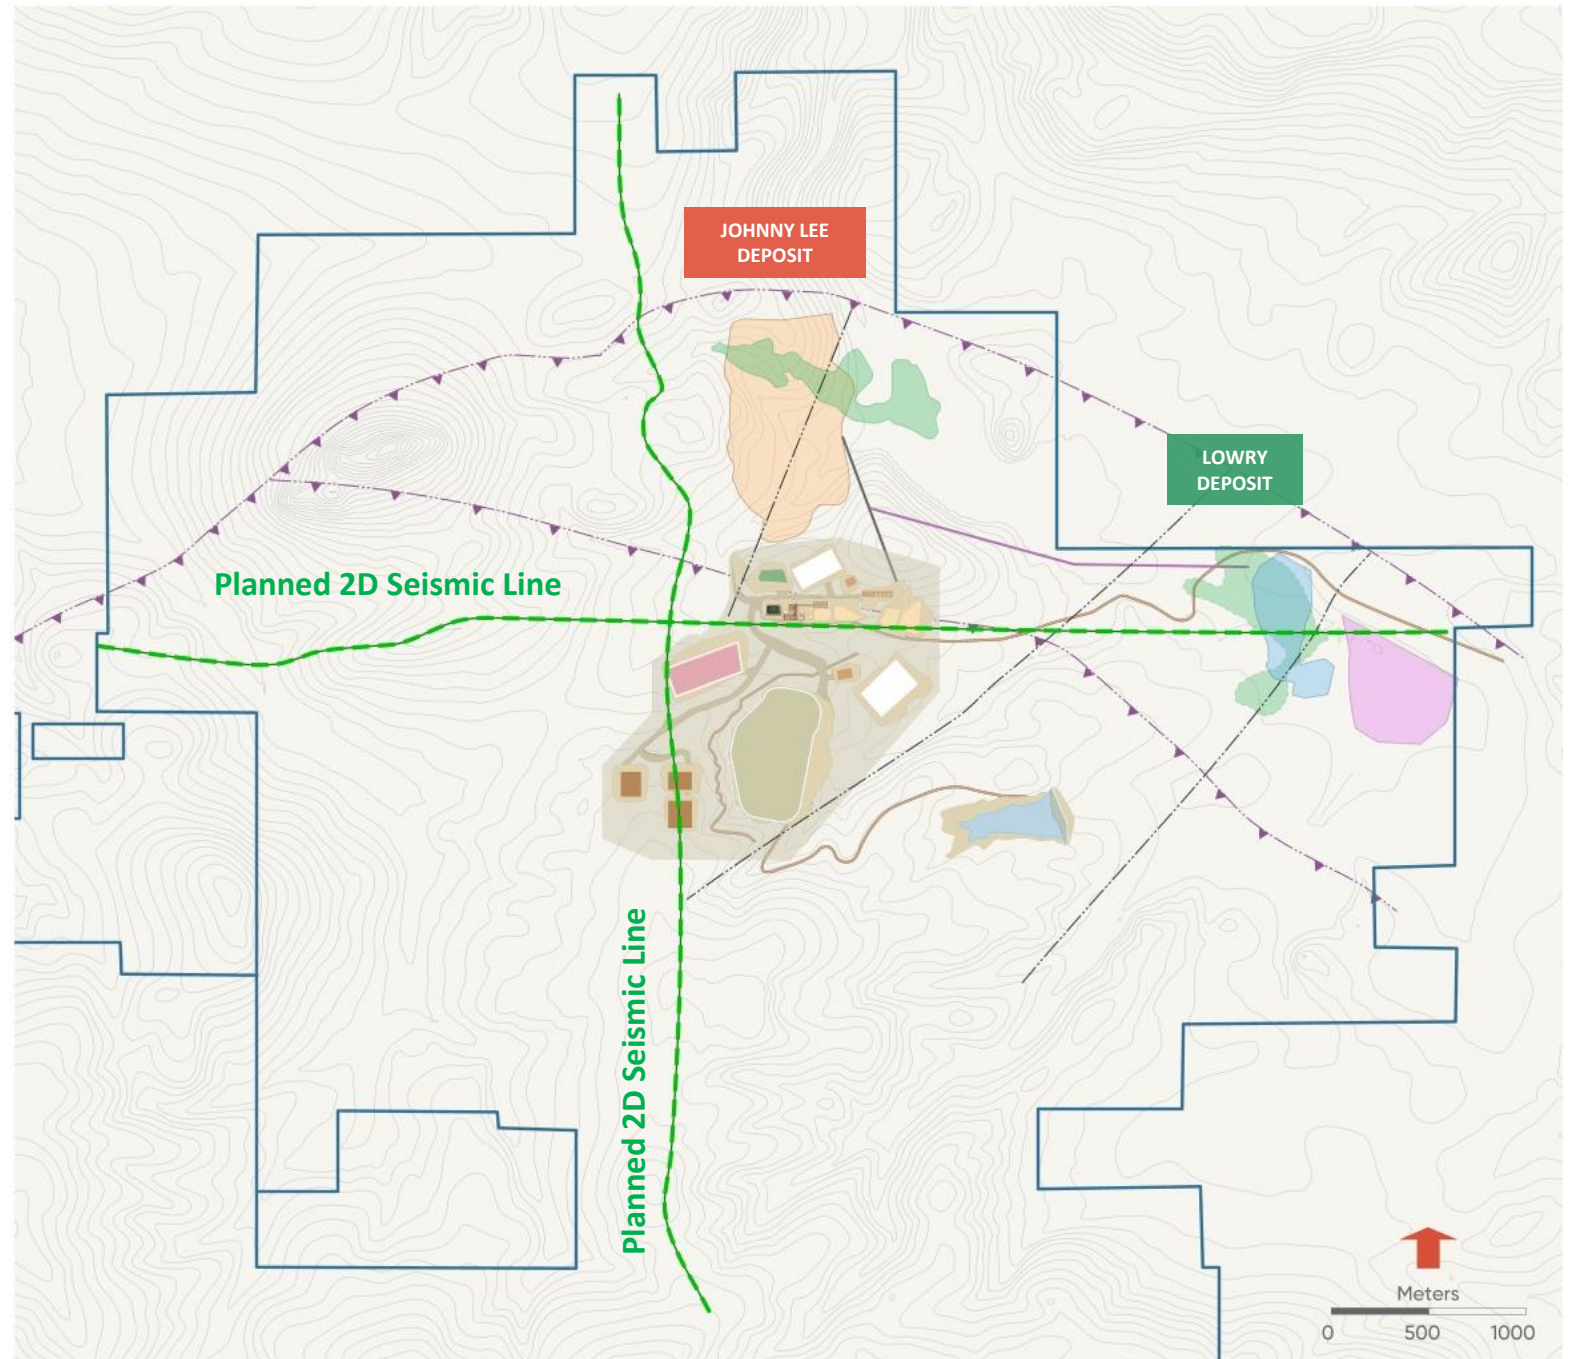 JOHNNY LEE
DEPOSIT
LOWRY
DEPOSIT
Planned 2D Seismic Line
Planned 2D Seismic Line
Meters
0 500 1000